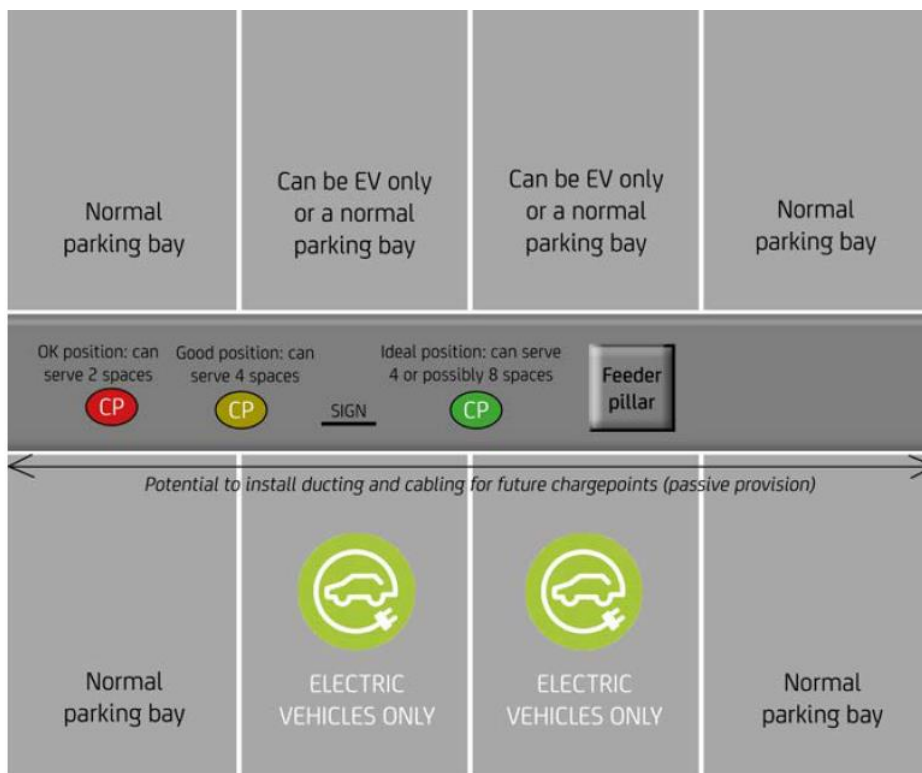 Normal
parking bay
Can be EV only
or a normal
parking bay
Can be EV only
or a normal
parking bay
Normal
parking bay
OK position: can
serve 2 spaces
CP
Good position: can
serve 4 spaces
CP
SIGN
Ideal position: can serve
4 or possibly 8 spaces
CP
Feeder
pillar
Potential to install ducting and cabling for future chargepoints (passive provision)
Normal
parking bay
ELECTRIC
VEHICLES ONLY
ELECTRIC
VEHICLES ONLY
Normal
parking bay